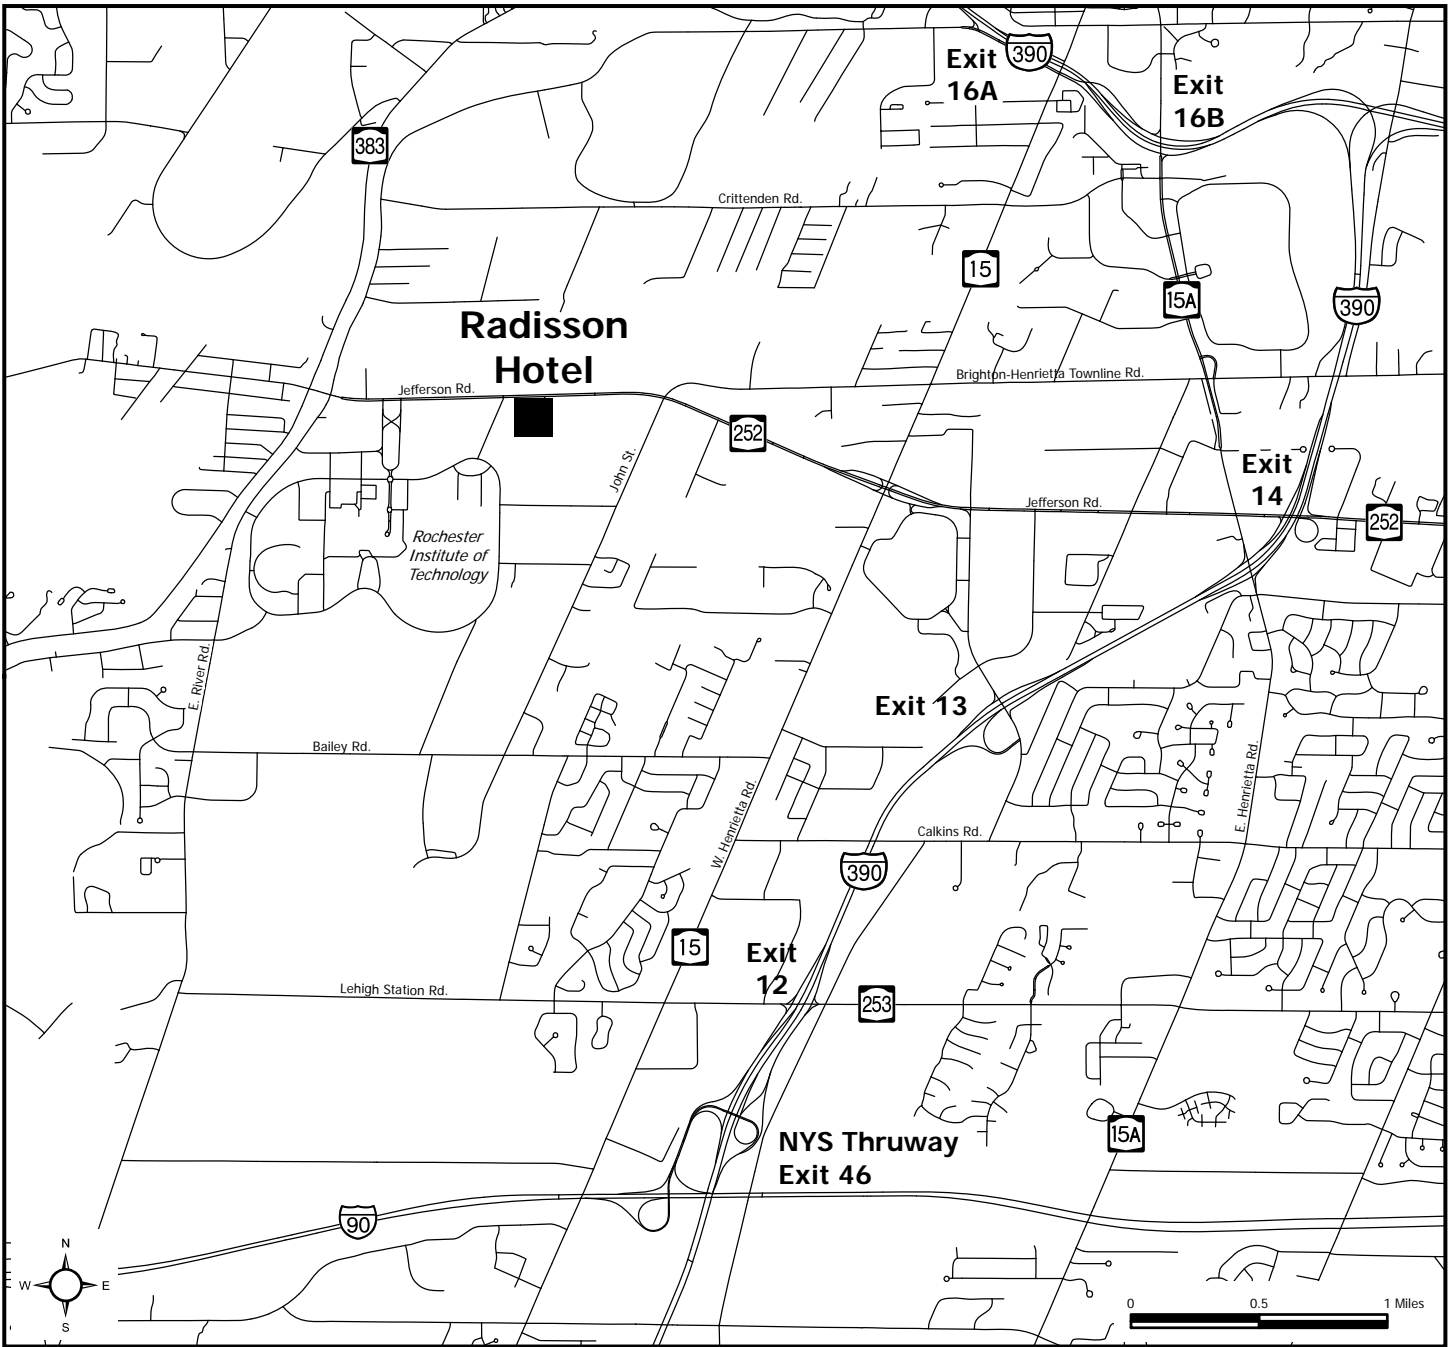 Exit
16A
390
Exit
16B
383
Crittenden Rd.
15
15A
390
Radisson
Hotel
Brighton-Henrietta Townline Rd.
Jefferson Rd.
252
John St.
Exit
14
Jefferson Rd.
252
Rochester
Institute of
Technology
E. River Rd.
Exit 13
Bailey Rd.
W. Henrietta Rd.
E. Henrietta Rd.
Calkins Rd.
390
15
Exit
12
Lehigh Station Rd.
253
15A
NYS Thruway
Exit 46
90
N
W E
S
0 0.5 1 Miles